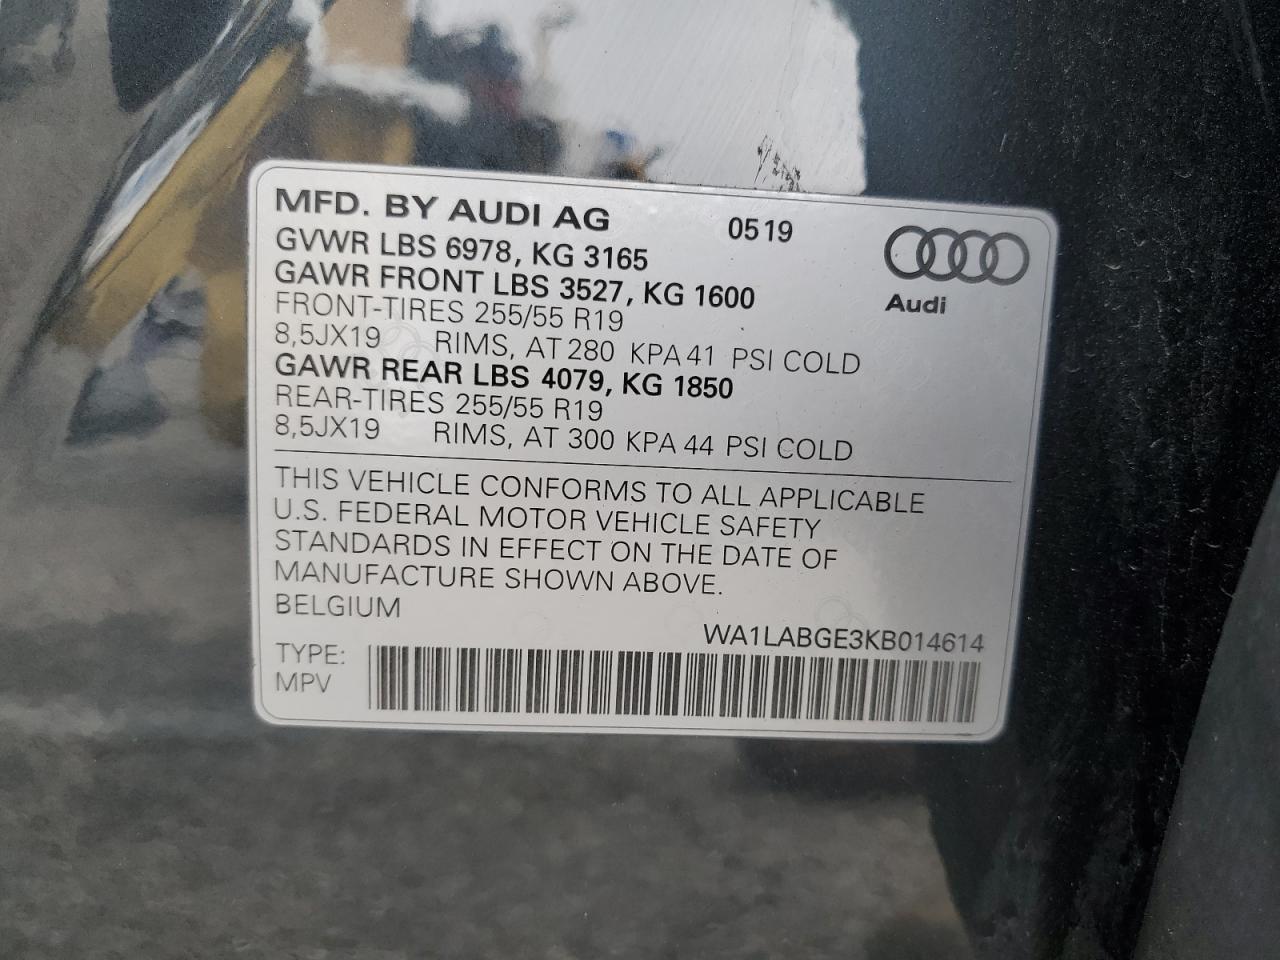 MFD. BY AUDI AG 0519
GVWR LBS 6978, KG 3165
GAWR FRONT LBS 3527, KG 1600
Audi
FRONT-TIRES 255/55 R19
8,5JX19 RIMS, AT 280 KPA 41 PSI COLD
GAWR REAR LBS 4079, KG 1850
REAR-TIRES 255/55 R19
8,5JX19 RIMS, AT 300 KPA 44 PSI COLD
THIS VEHICLE CONFORMS TO ALL APPLICABLE
U.S. FEDERAL MOTOR VEHICLE SAFETY
STANDARDS IN EFFECT ON THE DATE OF
MANUFACTURE SHOWN ABOVE.
BELGIUM
WA1LABGE3KB014614
TYPE:
MPV